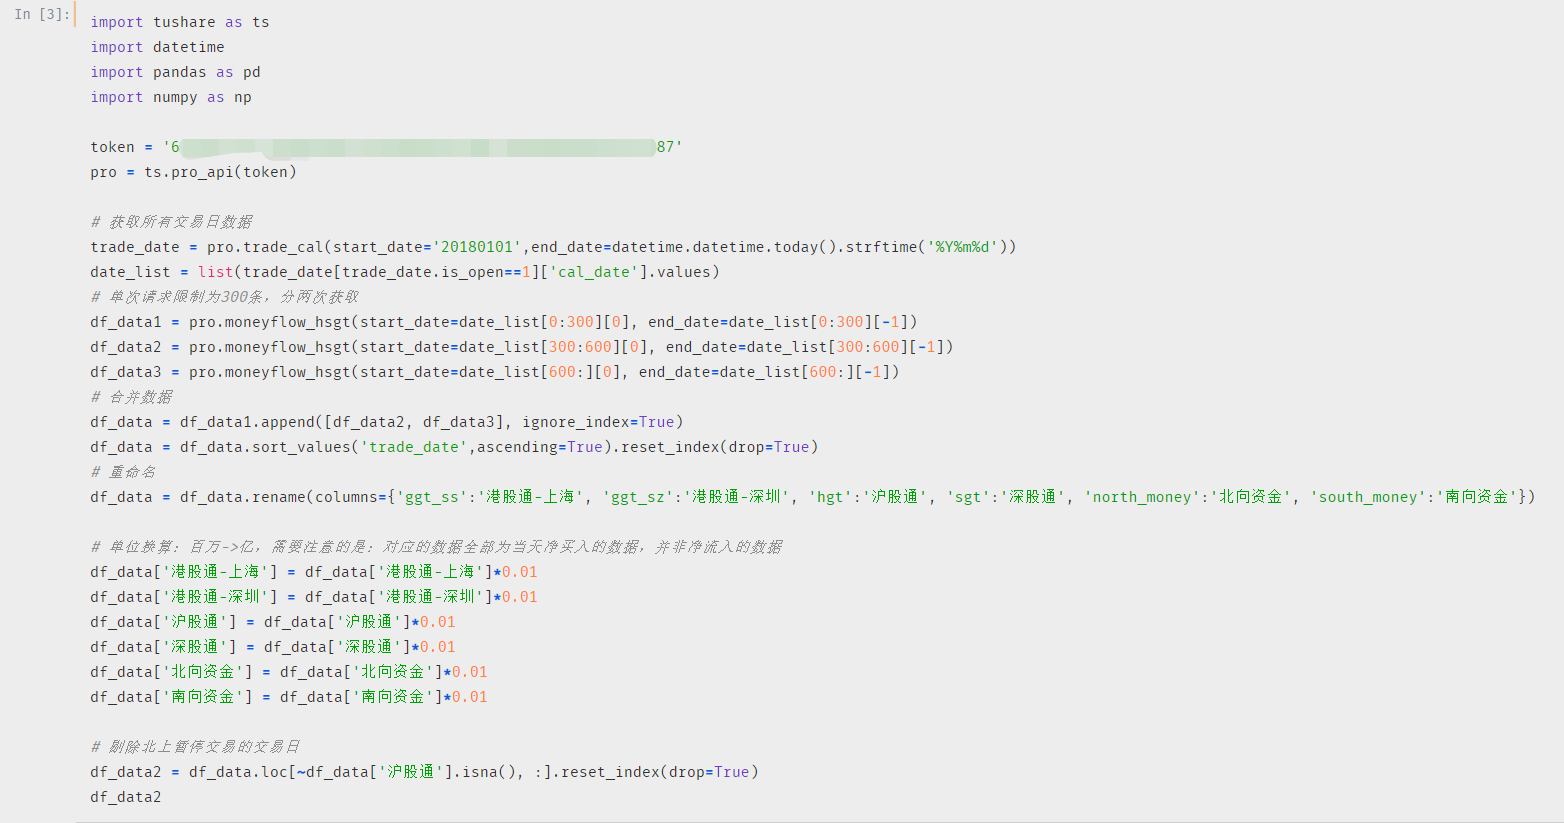 In [3]:
import tushare as ts
import datetime
import pandas as pd
import numpy as np
token = '6 87'
pro = ts.pro_api(token)
# 获取所有交易日数据
trade_date = pro.trade_cal(start_date='20180101',end_date=datetime.datetime.today().strftime('%Y%m%d'))
date_list = list(trade_date[trade_date.is_open==1]['cal_date'].values)
# 单次请求限制为300条，分两次获取
df_data1 = pro.moneyflow_hsgt(start_date=date_list[0:300][0], end_date=date_list[0:300][-1])
df_data2 = pro.moneyflow_hsgt(start_date=date_list[300:600][0], end_date=date_list[300:600][-1])
df_data3 = pro.moneyflow_hsgt(start_date=date_list[600:][0], end_date=date_list[600:][-1])
# 合并数据
df_data = df_data1.append([df_data2, df_data3], ignore_index=True)
df_data = df_data.sort_values('trade_date',ascending=True).reset_index(drop=True)
# 重命名
df_data = df_data.rename(columns={'ggt_ss':'港股通-上海', 'ggt_sz':'港股通-深圳', 'hgt':'沪股通', 'sgt':'深股通', 'north_money':'北向资金', 'south_money':'南向资金'})
# 单位换算：百万->亿，需要注意的是：对应的数据全部为当天净买入的数据，并非净流入的数据
df_data['港股通-上海'] = df_data['港股通-上海']*0.01
df_data['港股通-深圳'] = df_data['港股通-深圳']*0.01
df_data['沪股通'] = df_data['沪股通']*0.01
df_data['深股通'] = df_data['深股通']*0.01
df_data['北向资金'] = df_data['北向资金']*0.01
df_data['南向资金'] = df_data['南向资金']*0.01
# 剔除北上暂停交易的交易日
df_data2 = df_data.loc[~df_data['沪股通'].isna(), :].reset_index(drop=True)
df_data2